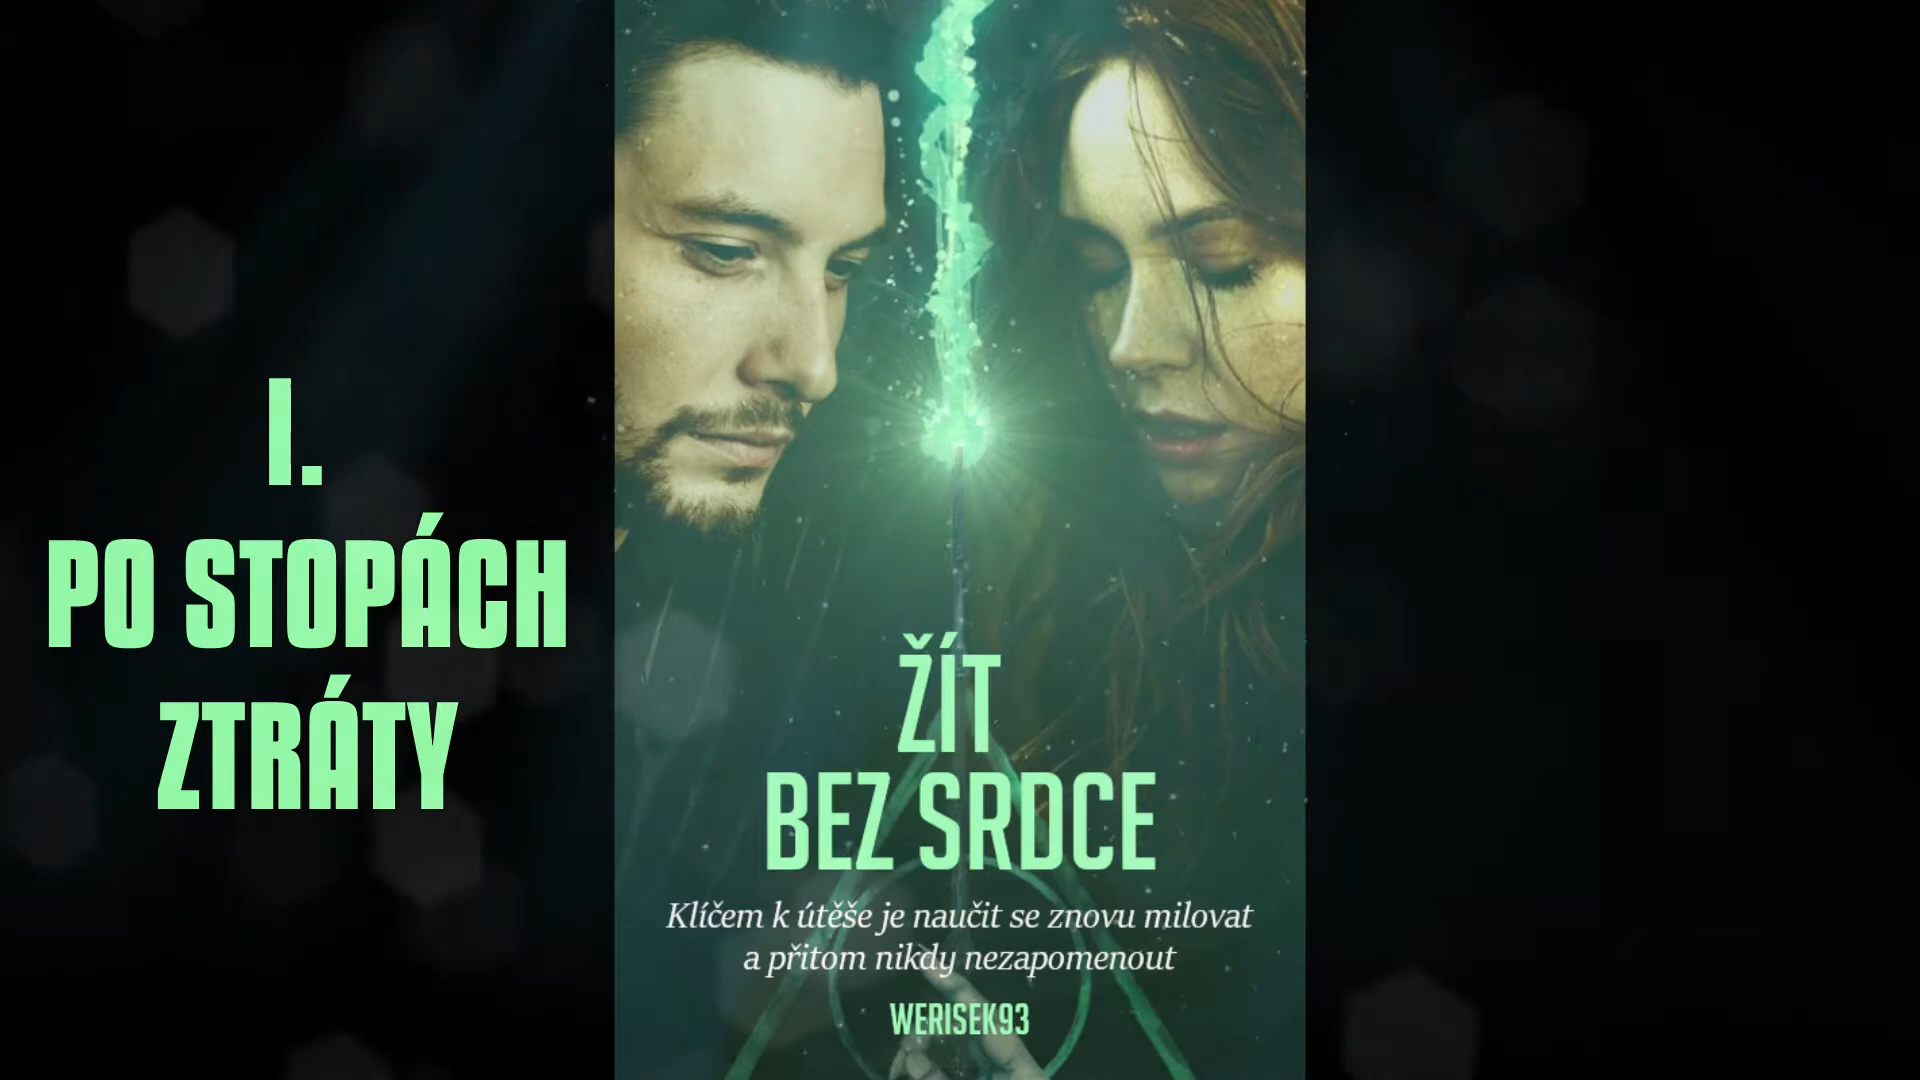 I.
PO STOPÁCH
ZTRÁTY
ŽÍT
BEZ SRDCE
Klíčem k útěše je naučit se znovu milovat
a přitom nikdy nezapomenout
WERISEK93